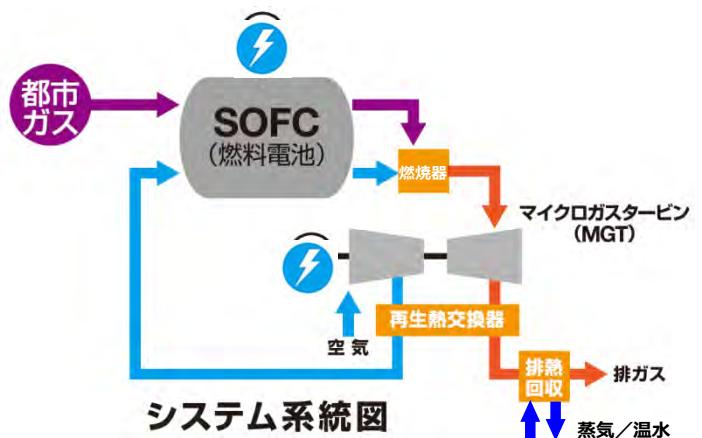 都市
ガス
SOFC
(燃料電池)
燃焼器
マイクロガスタービン
(MGT)
再生熱交換器
空気
排熱
回収
排ガス
システム系統図
蒸気／温水